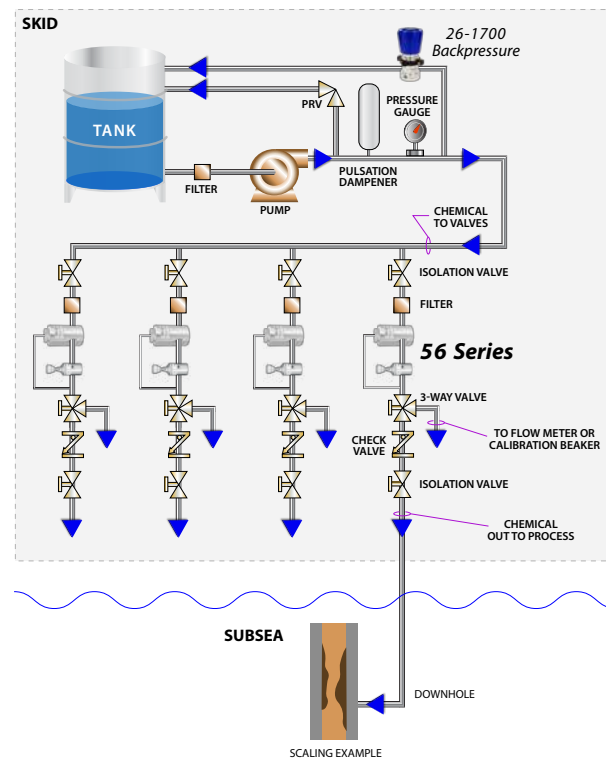 SKID
26-1700
Backpressure
PRV
PRESSURE
GAUGE
TANK
FILTER
PUMP
PULSATION
DAMPENER
CHEMICAL
TO VALVES
ISOLATION VALVE
FILTER
56 Series
3-WAY VALVE
CHECK
VALVE
TO FLOW METER OR
CALIBRATION BEAKER
ISOLATION VALVE
CHEMICAL
OUT TO PROCESS
SUBSEA
DOWNHOLE
SCALING EXAMPLE